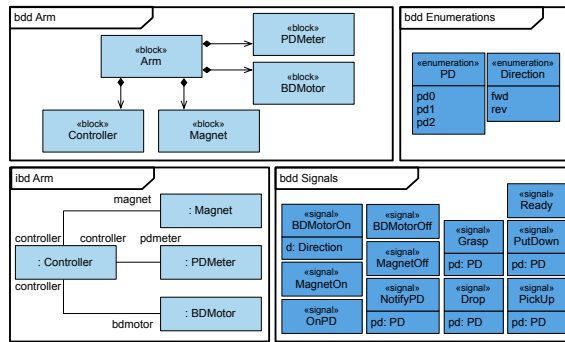 bdd Arm
«block»
Arm
«block»
PDMeter
«block»
BDMotor
«block»
Controller
«block»
Magnet
bdd Enumerations
«enumeration»
PD
pd0
pd1
pd2
«enumeration»
Direction
fwd
rev
ibd Arm
magnet
: Magnet
controller
controller
pdmeter
: Controller
: PDMeter
controller
bdmotor
: BDMotor
bdd Signals
«signal»
BDMotorOn
d: Direction
«signal»
MagnetOn
«signal»
OnPD
«signal»
BDMotorOff
«signal»
MagnetOff
«signal»
NotifyPD
pd: PD
«signal»
Grasp
pd: PD
«signal»
Drop
pd: PD
«signal»
Ready
«signal»
PutDown
pd: PD
«signal»
PickUp
pd: PD